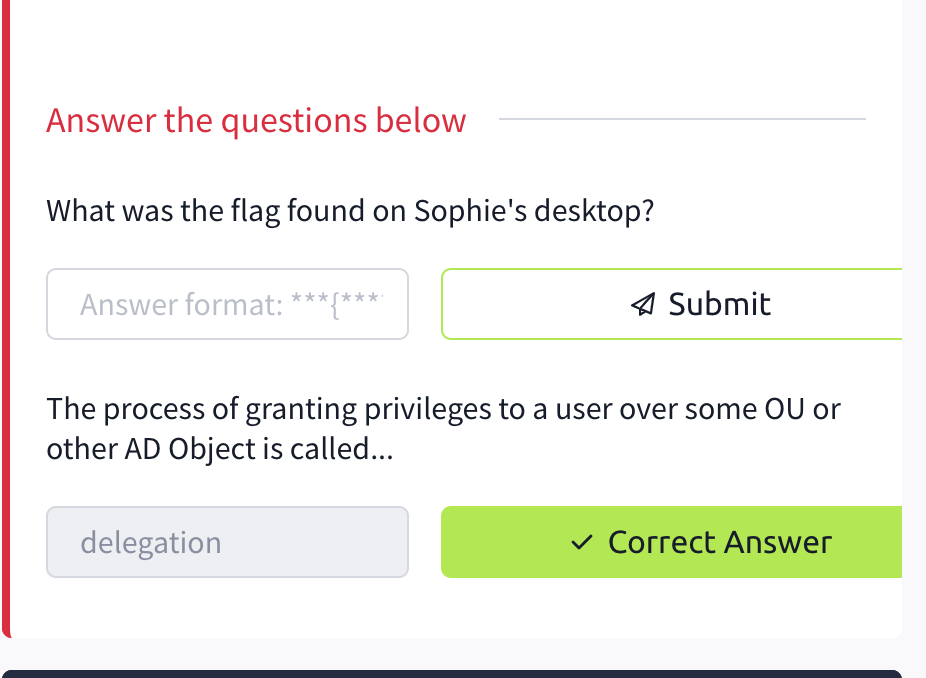 Answer the questions below
What was the flag found on Sophie's desktop?
Answer format: ***{***
Submit
The process of granting privileges to a user over some OU or
other AD Object is called...
delegation
Correct Answer